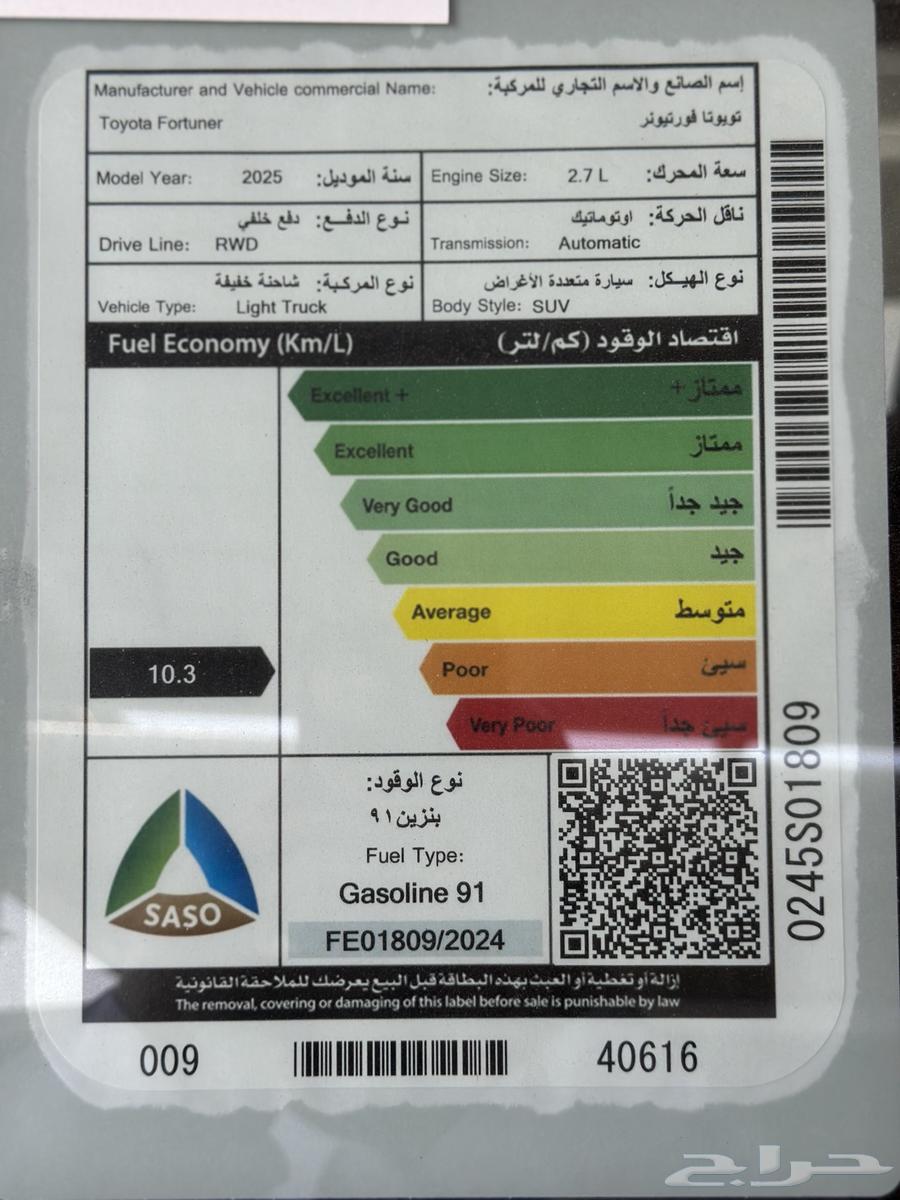 Manufacturer and Vehicle commercial Name: إسم الصانع والاسم التجاري للمركبة:
Toyota Fortuner تويوتا فورتيونر
Model Year: 2025 سنة الموديل: Engine Size: 2.7 L سعة المحرك:
نوع الدفع: دفع خلفي ناقل الحركة: اوتوماتيك
Drive Line: RWD Transmission: Automatic
نوع المركبة: شاحنة خفيفة نوع الهيكل: سيارة متعددة الأغراض
Vehicle Type: Light Truck Body Style: SUV
Fuel Economy (Km/L) اقتصاد الوقود (كم/لتر)
Excellent + ممتاز +
Excellent ممتاز
Very Good جيد جداً
Good جيد
Average متوسط
10.3 Poor سيئ
Very Poor سيئ جداً
نوع الوقود:
بنزين ٩١
Fuel Type:
Gasoline 91
FE01809/2024
SASO
إزالة أو تغطية أو العبث بهذه البطاقة قبل البيع يعرضك للملاحقة القانونية
The removal, covering or damaging of this label before sale is punishable by law
009 40616
0245S01809
حراج